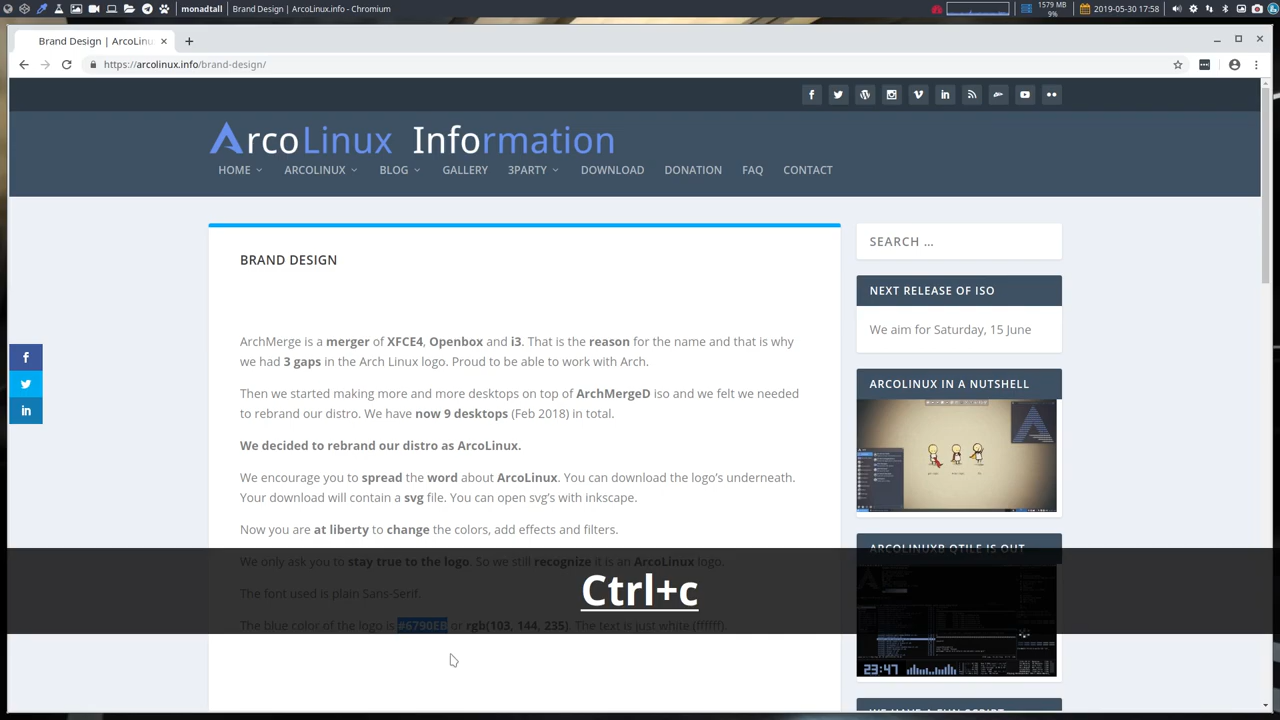 monadtall
Brand Design | ArcoLinux.info - Chromium
1579 MB
9%
2019-05-30 17:58
Brand Design | ArcoLinu
https://arcolinux.info/brand-design/
ArcoLinux Information
HOME ARCOLINUX BLOG GALLERY 3PARTY DOWNLOAD DONATION FAQ CONTACT
BRAND DESIGN
ArchMerge is a merger of XFCE4, Openbox and i3. That is the reason for the name and that is why
we had 3 gaps in the Arch Linux logo. Proud to be able to work with Arch.
Then we started making more and more desktops on top of ArchMergeD iso and we felt we needed
to rebrand our distro. We have now 9 desktops (Feb 2018) in total.
We decided to rebrand our distro as ArcoLinux.
We encourage you to spread the word about ArcoLinux. You can download the logo's underneath.
Your download will contain a svg file. You can open svg's with inkscape.
Now you are at liberty to change the colors, add effects and filters.
We only ask you to stay true to the logo. So we still recognize it is an ArcoLinux logo.
The font used is plain Sans-Serif.
The blue color of the logo is #6790EB or rgb(103, 144, 235). The text is just white (ffffff).
SEARCH …
NEXT RELEASE OF ISO
We aim for Saturday, 15 June
ARCOLINUX IN A NUTSHELL
ARCOLINUXB QTILE IS OUT
23:47
WE HAVE A FUN SCRIPT
Ctrl+c